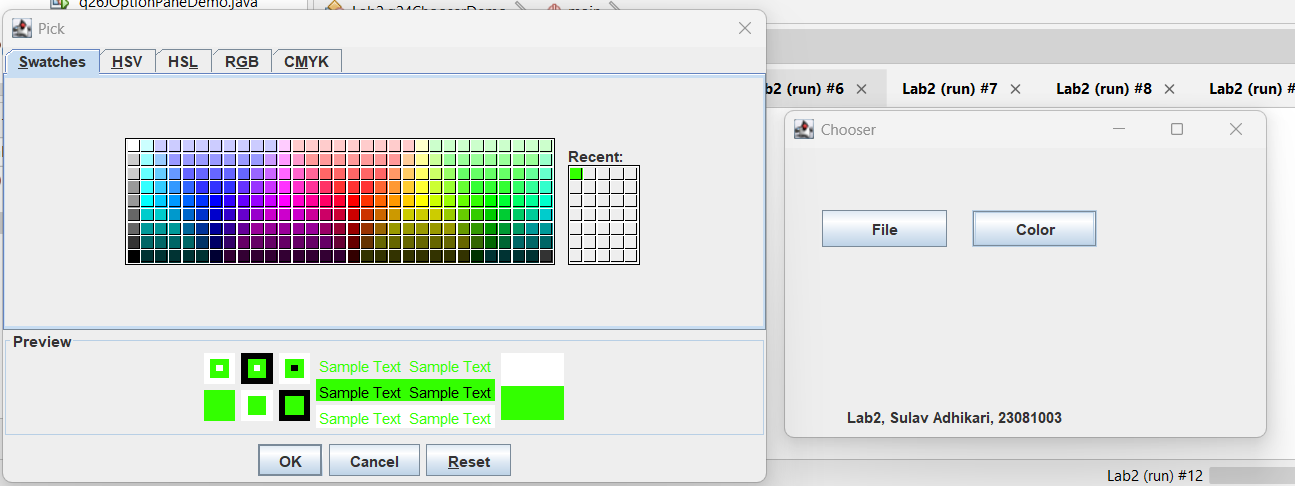 q26JOptionPaneDemo.java
Lab2.q24ChooserDemo
main
Pick
Swatches HSV HSL RGB CMYK
(run) #6 Lab2 (run) #7 Lab2 (run) #8 Lab2 (run)
Chooser
Recent:
File Color
Preview
Sample Text Sample Text
Sample Text Sample Text
Sample Text Sample Text
Lab2, Sulav Adhikari, 23081003
OK Cancel Reset
Lab2 (run) #12